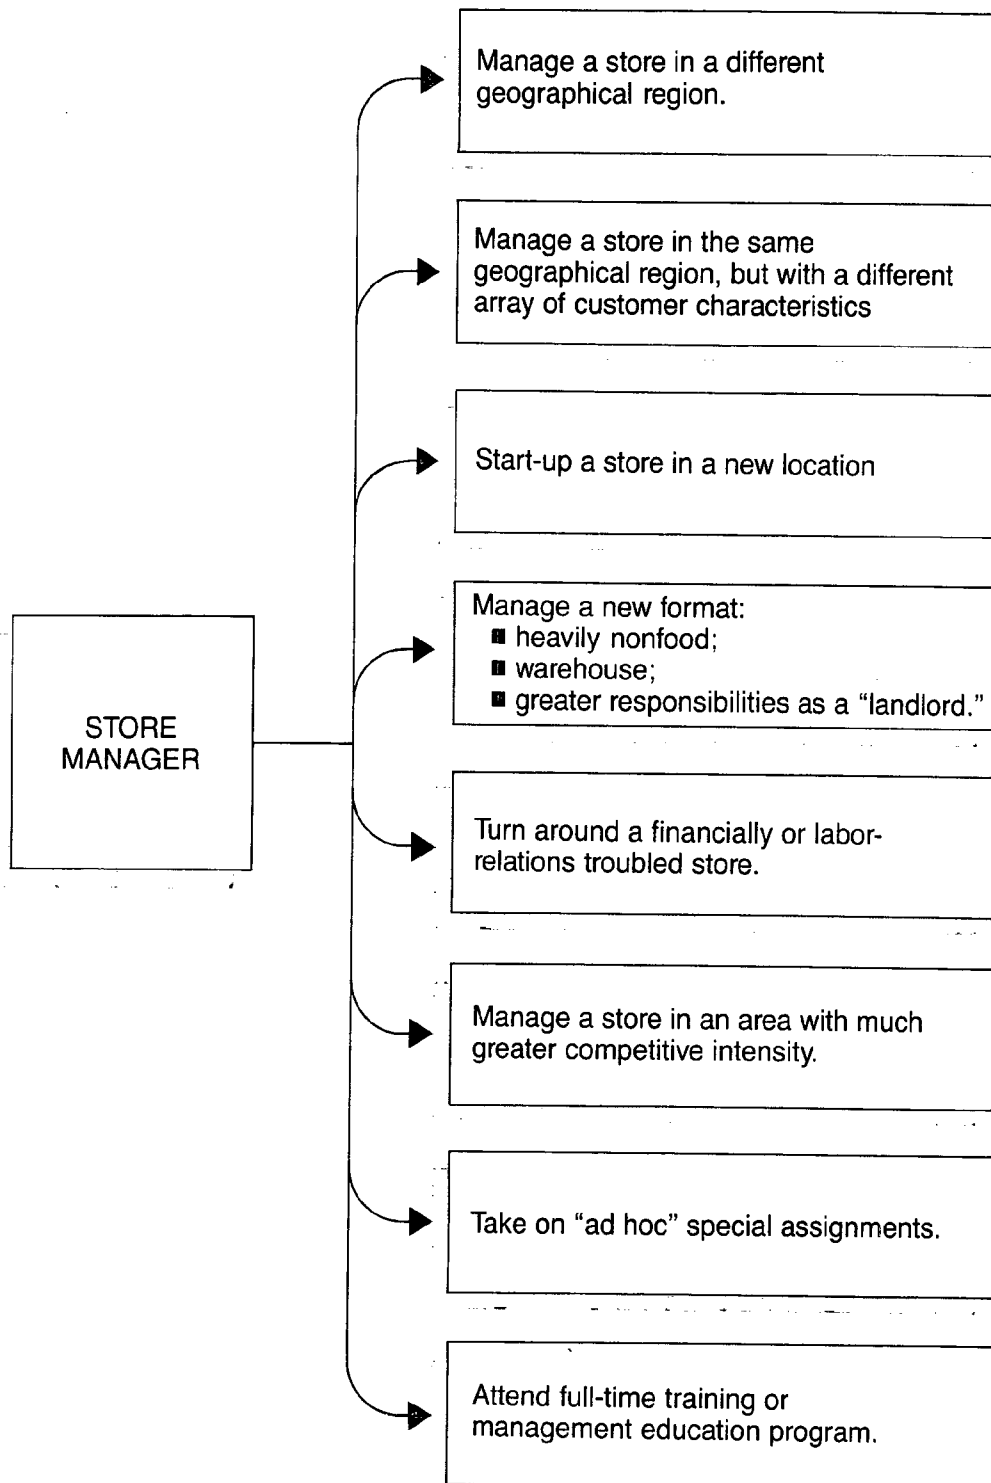 Manage a store in a different
geographical region.
Manage a store in the same
geographical region, but with a different
array of customer characteristics
Start-up a store in a new location
Manage a new format:
■ heavily nonfood;
■ warehouse;
■ greater responsibilities as a “landlord.”
STORE
MANAGER
Turn around a financially or labor-
relations troubled store.
Manage a store in an area with much
greater competitive intensity.
Take on “ad hoc” special assignments.
Attend full-time training or
management education program.